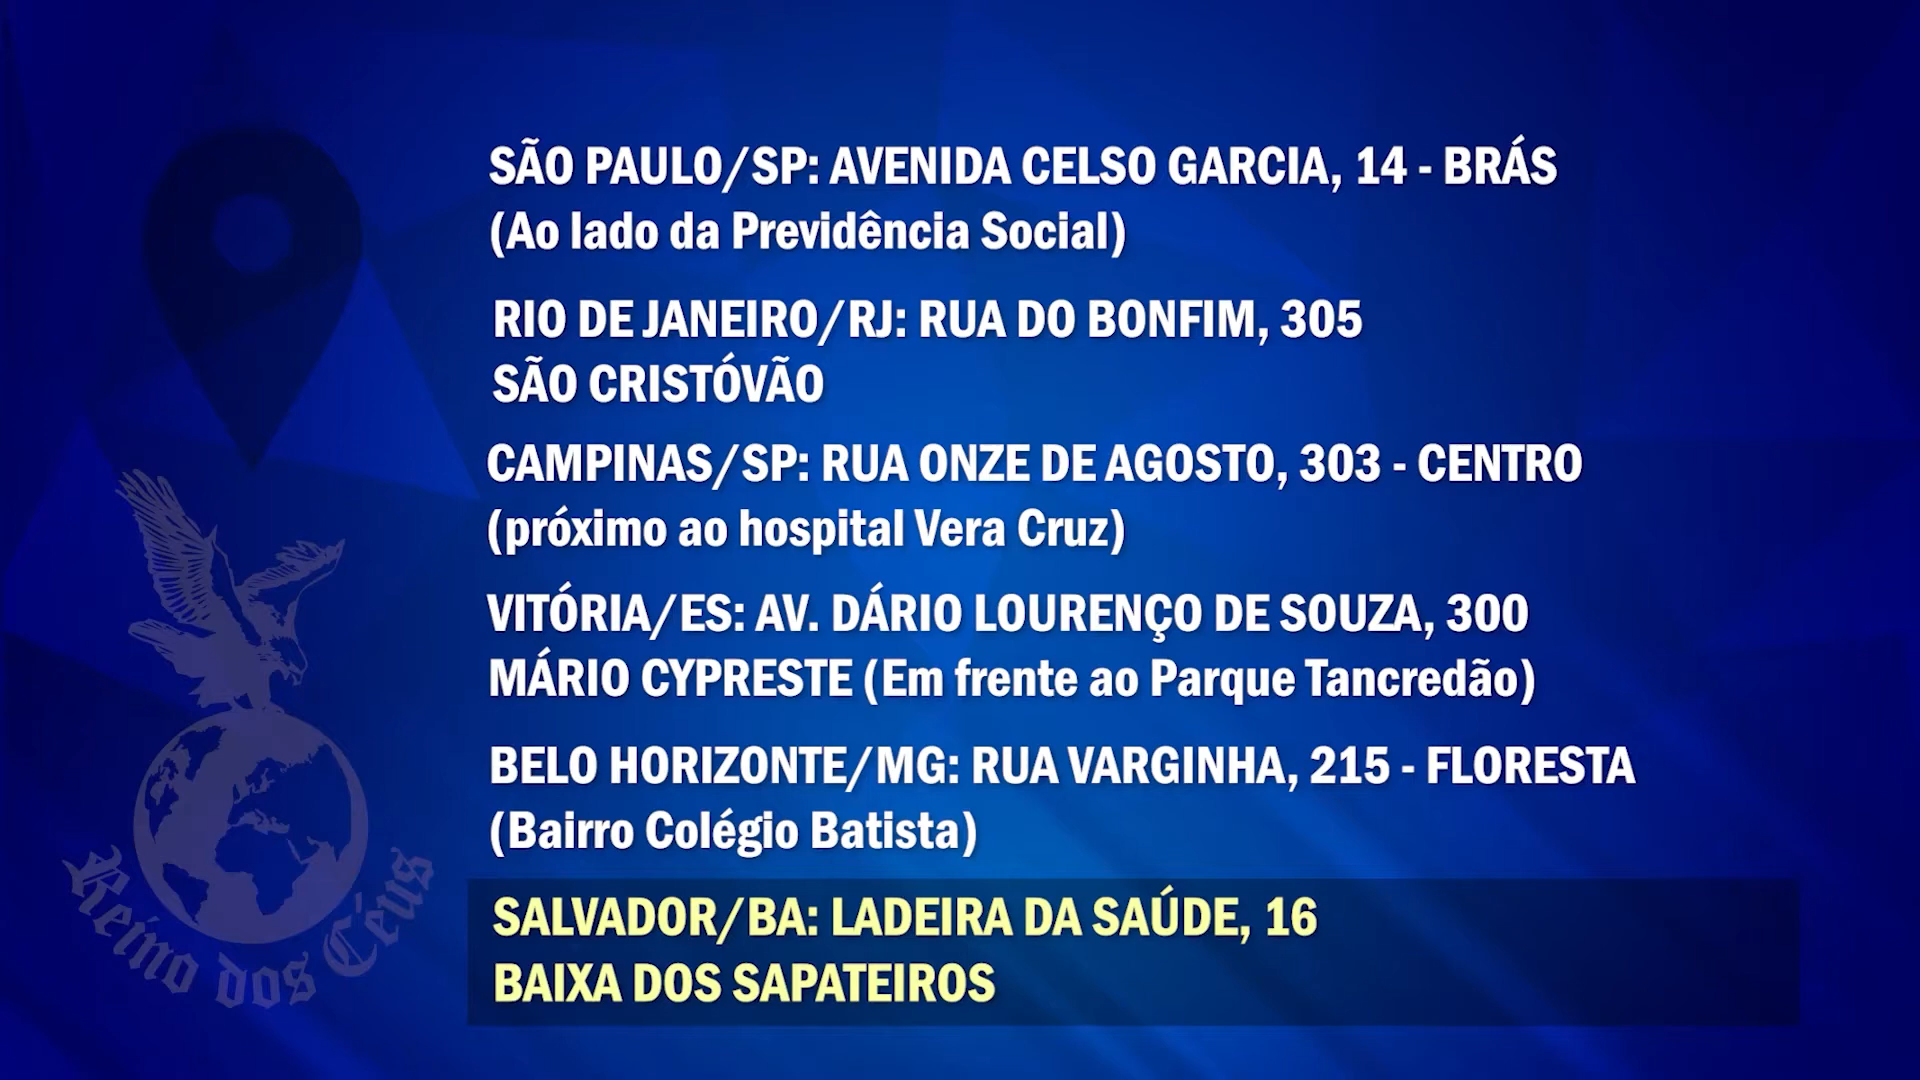 SÃO PAULO/SP: AVENIDA CELSO GARCIA, 14 - BRÁS
(Ao lado da Previdência Social)
RIO DE JANEIRO/RJ: RUA DO BONFIM, 305
SÃO CRISTÓVÃO
CAMPINAS/SP: RUA ONZE DE AGOSTO, 303 - CENTRO
(próximo ao hospital Vera Cruz)
VITÓRIA/ES: AV. DÁRIO LOURENÇO DE SOUZA, 300
MÁRIO CYPRESTE (Em frente ao Parque Tancredão)
BELO HORIZONTE/MG: RUA VARGINHA, 215 - FLORESTA
(Bairro Colégio Batista)
SALVADOR/BA: LADEIRA DA SAÚDE, 16
BAIXA DOS SAPATEIROS
Reino dos Céus